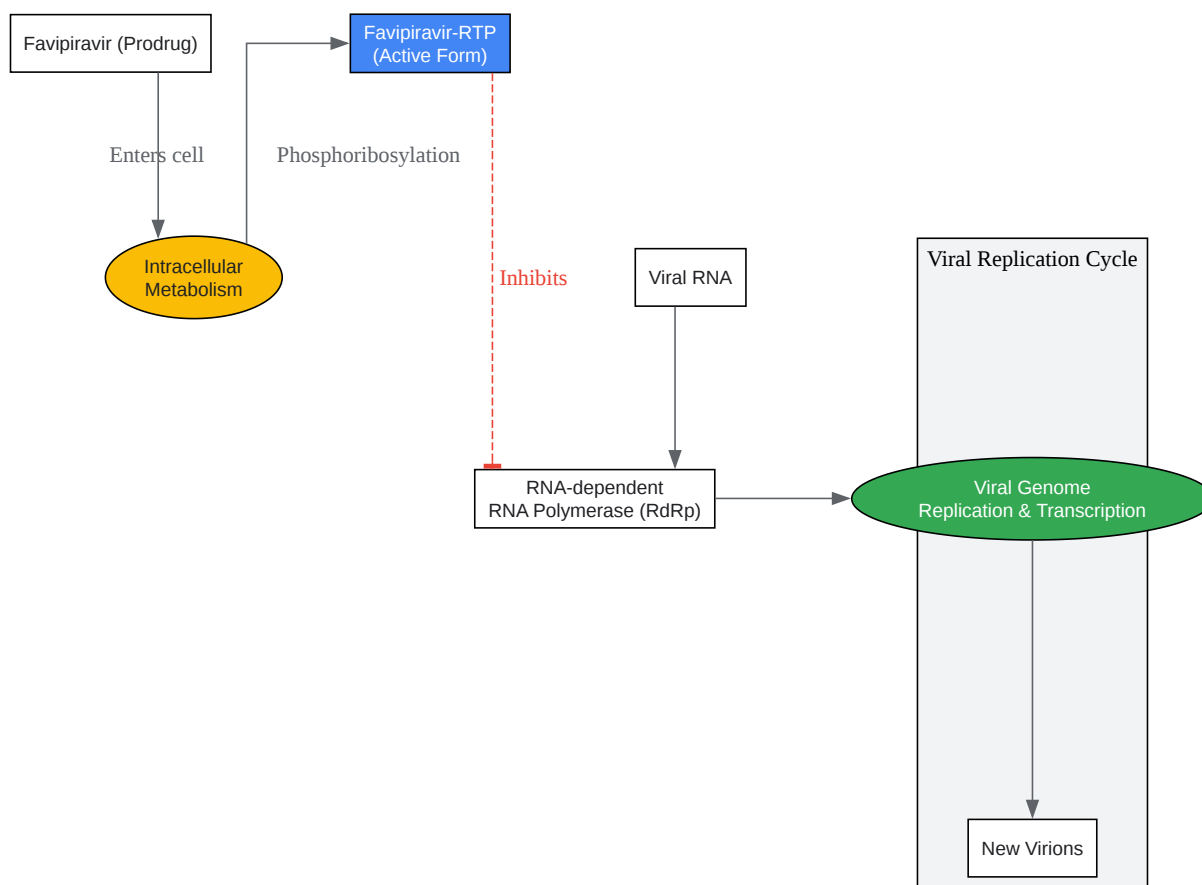 Favipiravir (Prodrug)
Favipiravir-RTP
(Active Form)
Enters cell
Phosphoribosylation
Intracellular
Metabolism
Inhibits
Viral RNA
Viral Replication Cycle
RNA-dependent
RNA Polymerase (RdRp)
Viral Genome
Replication & Transcription
New Virions